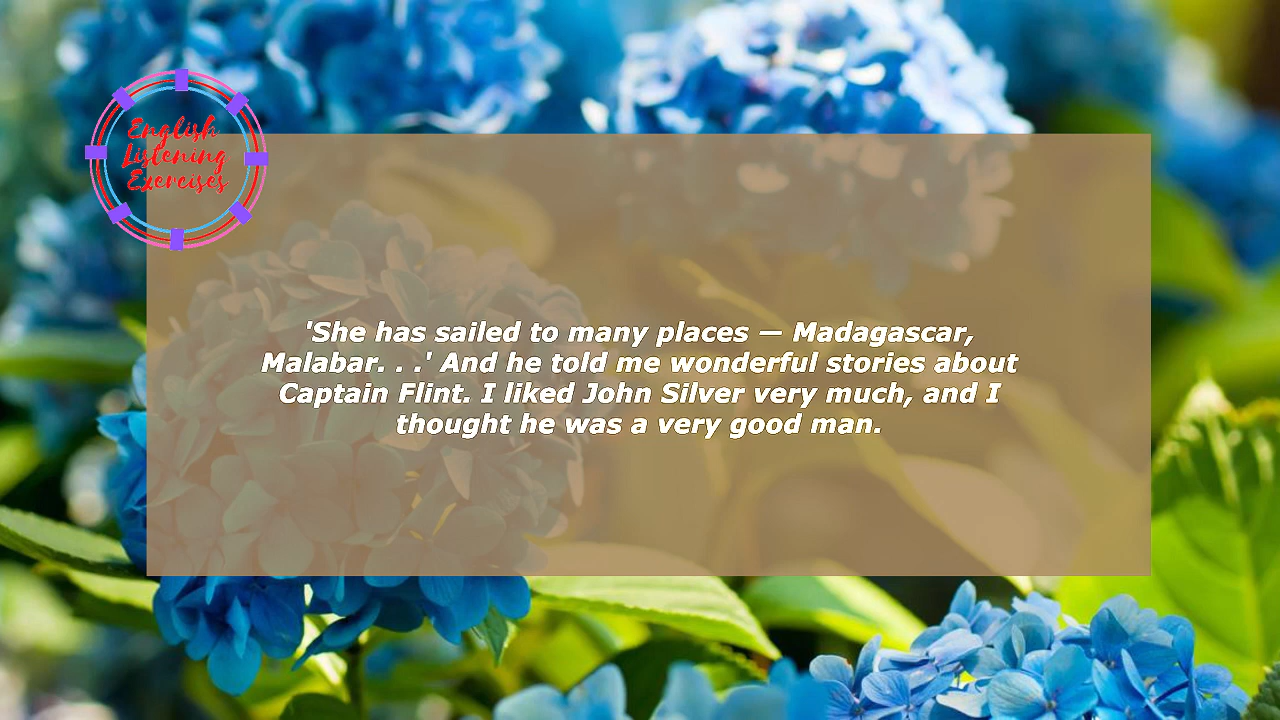 English
Listening
Exercises
'She has sailed to many places — Madagascar,
Malabar. . .' And he told me wonderful stories about
Captain Flint. I liked John Silver very much, and I
thought he was a very good man.